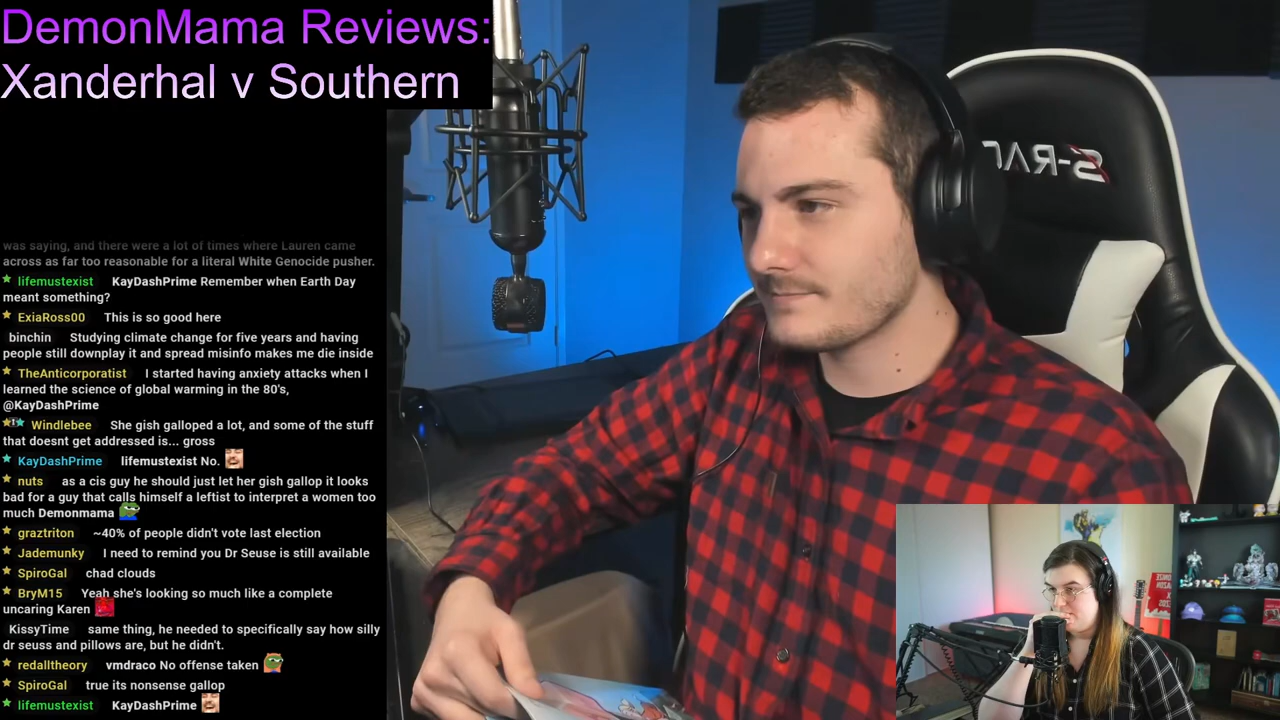 DemonMama Reviews:
Xanderhal v Southern
was saying, and there were a lot of times where Lauren came
across as far too reasonable for a literal White Genocide pusher.
lifemustexist KayDashPrime Remember when Earth Day
meant something?
ExiaRoss00 This is so good here
binchin Studying climate change for five years and having
people still downplay it and spread misinfo makes me die inside
TheAnticorporatist I started having anxiety attacks when I
learned the science of global warming in the 80's,
@KayDashPrime
Windlebee She gish galloped a lot, and some of the stuff
that doesnt get addressed is... gross
KayDashPrime lifemustexist No.
nuts as a cis guy he should just let her gish gallop it looks
bad for a guy that calls himself a leftist to interpret a women too
much Demonmama
graztriton ~40% of people didn't vote last election
Jademunky I need to remind you Dr Seuse is still available
SpiroGal chad clouds
BryM15 Yeah she's looking so much like a complete
uncaring Karen
KissyTime same thing, he needed to specifically say how silly
dr seuss and pillows are, but he didn't.
redalltheory vmdraco No offense taken
SpiroGal true its nonsense gallop
lifemustexist KayDashPrime